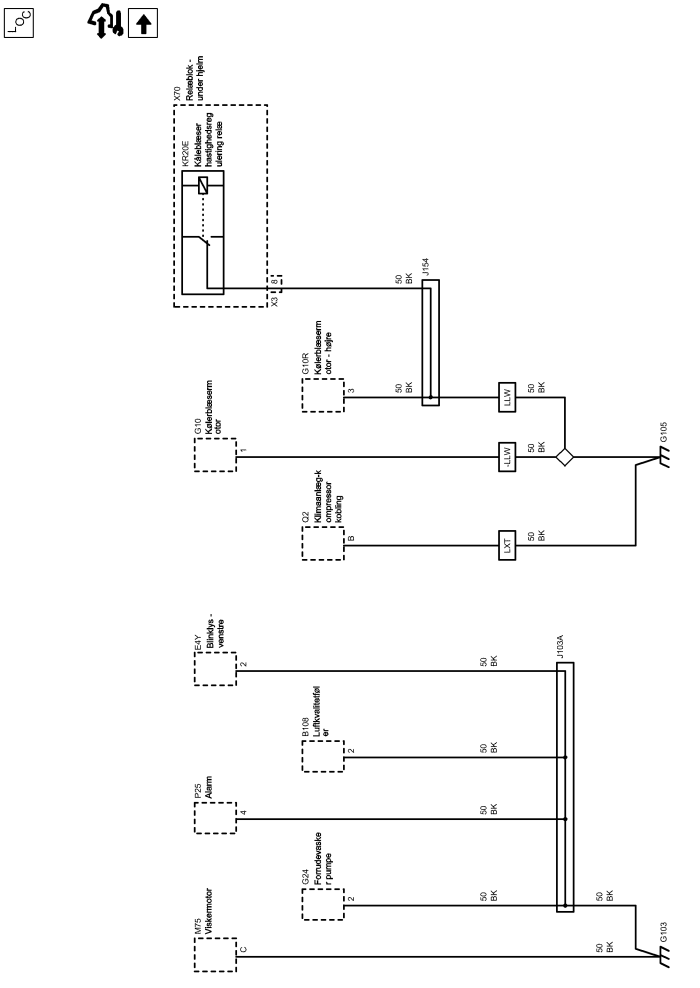 LOC
X70
Relæblok -
under hjelm
KR20E
Kåleblæser
hastighedsreg
ulering relæ
8
X3
50
BK
J154
G10R
Kølerblæserm
otor - højre
3
50
BK
LLW
50
BK
G10
Kølerblæserm
otor
1
-LLW
50
BK
G105
Q2
Klimaanlæg-k
ompressor
kobling
B
LXT
50
BK
E4Y
Blinklys -
venstre
2
50
BK
J103A
B108
Luftkvalitetføl
er
2
50
BK
P25
Alarm
4
50
BK
G24
Forrudevaske
r pumpe
2
50
BK
50
BK
M75
Viskermotor
C
50
BK
G103